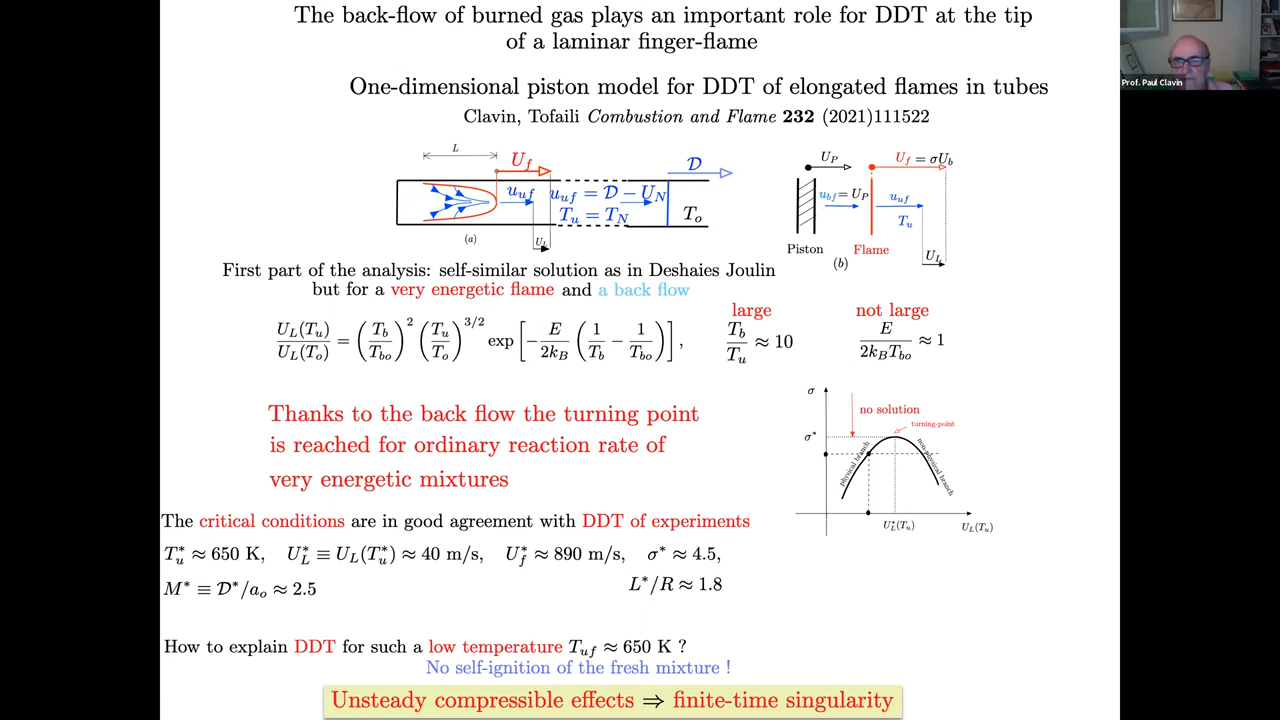 The back-flow of burned gas plays an important role for DDT at the tip
of a laminar finger-flame
Prof. Paul Clavin
One-dimensional piston model for DDT of elongated flames in tubes
Clavin, Tofaili Combustion and Flame 232 (2021)111522
L
U_f
D
u_uf
u_uf = D − U_N
T_u = T_N
T_o
U_L
(a)
U_P
U_f = σU_b
u_bf = U_P
u_uf
T_u
Piston
Flame
U_L
(b)
First part of the analysis: self-similar solution as in Deshaies Joulin
but for a very energetic flame and a back flow
U_L(T_u)/U_L(T_o) = (T_b/T_bo)^2 (T_u/T_o)^3/2 exp[−E/2k_B (1/T_b − 1/T_bo)],
large
T_b/T_u ≈ 10
not large
E/2k_BT_bo ≈ 1
Thanks to the back flow the turning point
is reached for ordinary reaction rate of
very energetic mixtures
σ
no solution
turning-point
σ*
physical branch
non-physical branch
U_L*(T_u)
U_L(T_u)
The critical conditions are in good agreement with DDT of experiments
T_u* ≈ 650 K, U_L* ≡ U_L(T_u*) ≈ 40 m/s, U_f* ≈ 890 m/s, σ* ≈ 4.5,
M* ≡ D*/a_o ≈ 2.5 L*/R ≈ 1.8
How to explain DDT for such a low temperature T_uf ≈ 650 K ?
No self-ignition of the fresh mixture !
Unsteady compressible effects ⇒ finite-time singularity